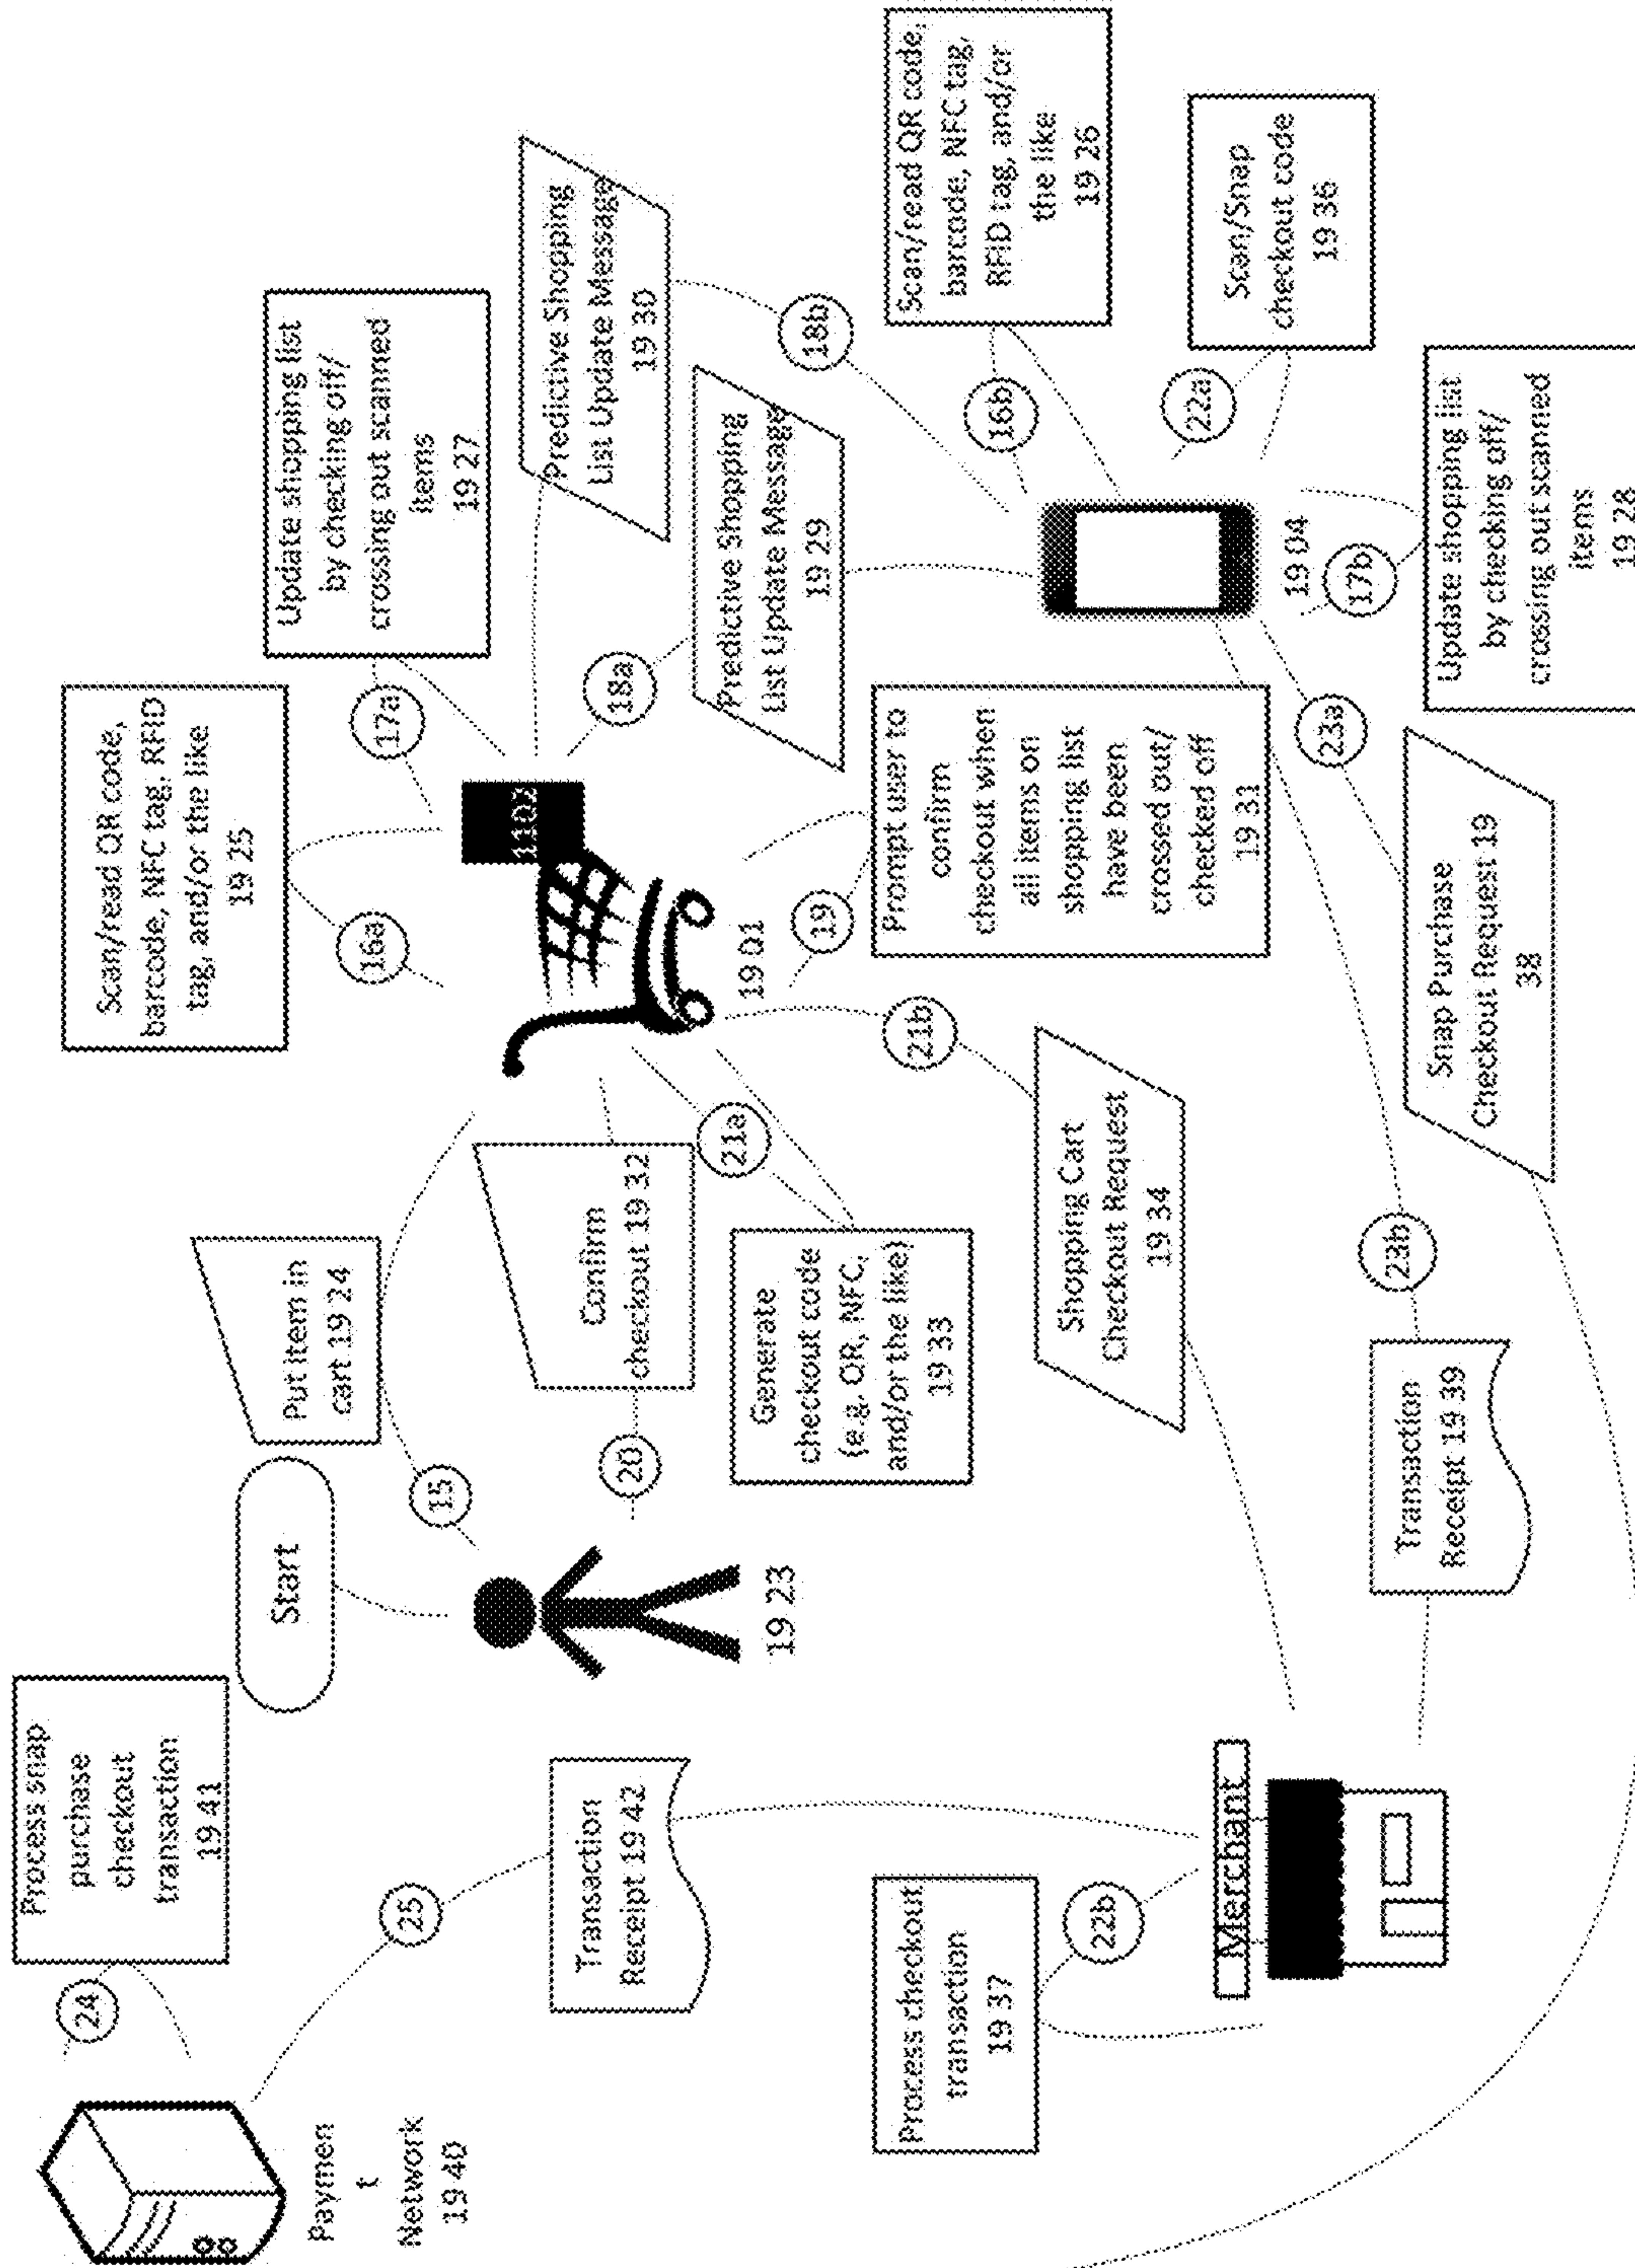 Process snap
purchase
checkout
transaction
19 41
24
Paymen
t
Network
19 40
25
Transaction
Receipt 19 42
Process checkout
transaction
19 37
22b
Merchant
Start
19 23
15
Put item in
cart 19 24
20
Confirm
checkout 19 32
Generate
checkout code
(e.g. QR, NFC,
and/or the like)
19 33
21a
Shopping Cart
Checkout Request
19 34
21b
Transaction
Receipt 19 39
23b
Scan/read QR code,
barcode, NFC tag, RFID
tag, and/or the like
19 25
16a
17a
Update shopping list
by checking off/
crossing out scanned
items
19 27
1102
19 01
19
Prompt user to
confirm
checkout when
all items on
shopping list
have been
crossed out/
checked off
19 31
18a
Predictive Shopping
List Update Message
19 29
Predictive Shopping
List Update Message
19 30
18b
Scan/read QR code,
barcode, NFC tag,
RFID tag, and/or
the like
19 26
16b
22a
Scan/Snap
checkout code
19 36
19 04
17b
Update shopping list
by checking off/
crossing out scanned
items
19 28
23a
Snap Purchase
Checkout Request 19
38